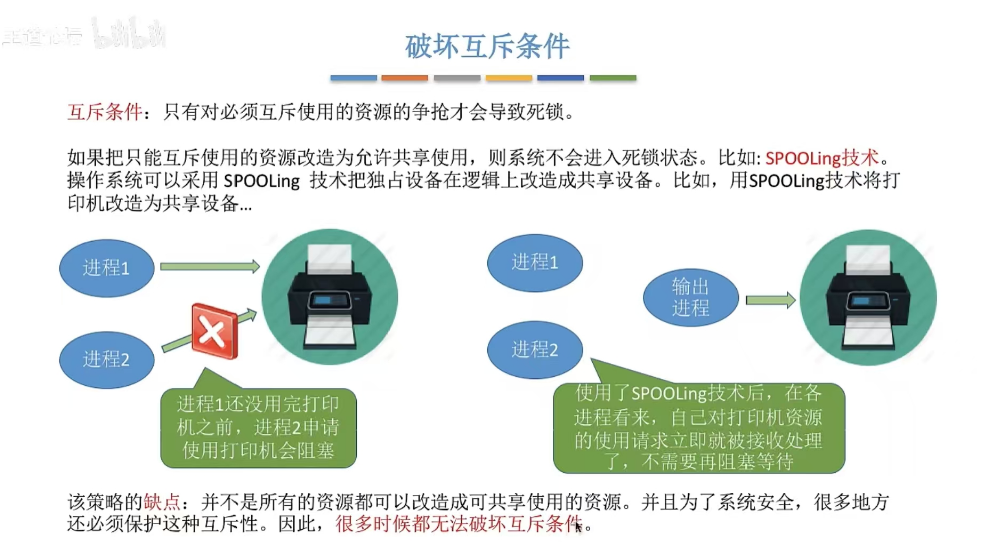 bilibili
破坏互斥条件
互斥条件：只有对必须互斥使用的资源的争抢才会导致死锁。
如果把只能互斥使用的资源改造为允许共享使用，则系统不会进入死锁状态。比如: SPOOLing技术。
操作系统可以采用 SPOOLing 技术把独占设备在逻辑上改造成共享设备。比如，用SPOOLing技术将打
印机改造为共享设备...
进程1
进程2
进程1还没用完打印
机之前，进程2申请
使用打印机会阻塞
进程1
进程2
输出
进程
使用了SPOOLing技术后，在各
进程看来，自己对打印机资源
的使用请求立即就被接收处理
了，不需要再阻塞等待
该策略的缺点：并不是所有的资源都可以改造成可共享使用的资源。并且为了系统安全，很多地方
还必须保护这种互斥性。因此，很多时候都无法破坏互斥条件。